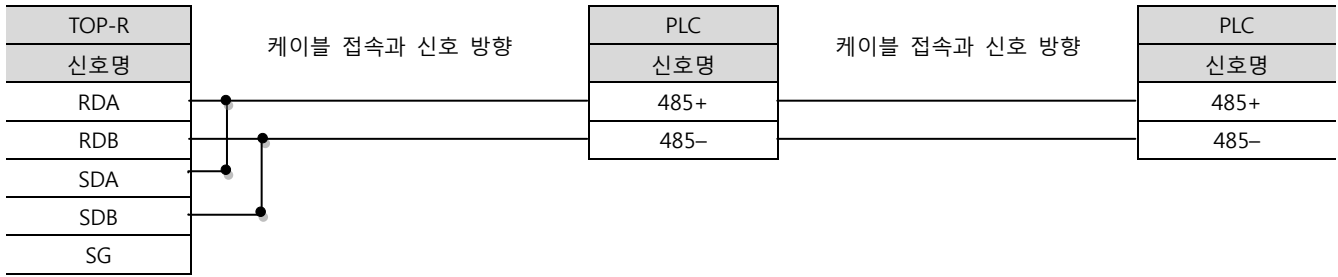 TOP-R
케이블 접속과 신호 방향
PLC
케이블 접속과 신호 방향
PLC
신호명
신호명
신호명
RDA
485+
485+
RDB
485–
485–
SDA
SDB
SG